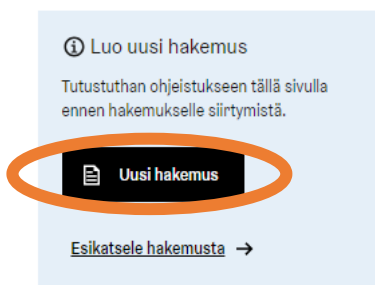 Luo uusi hakemus
Tutustuthan ohjeistukseen tällä sivulla
ennen hakemukselle siirtymistä.
Uusi hakemus
Esikatsele hakemusta →